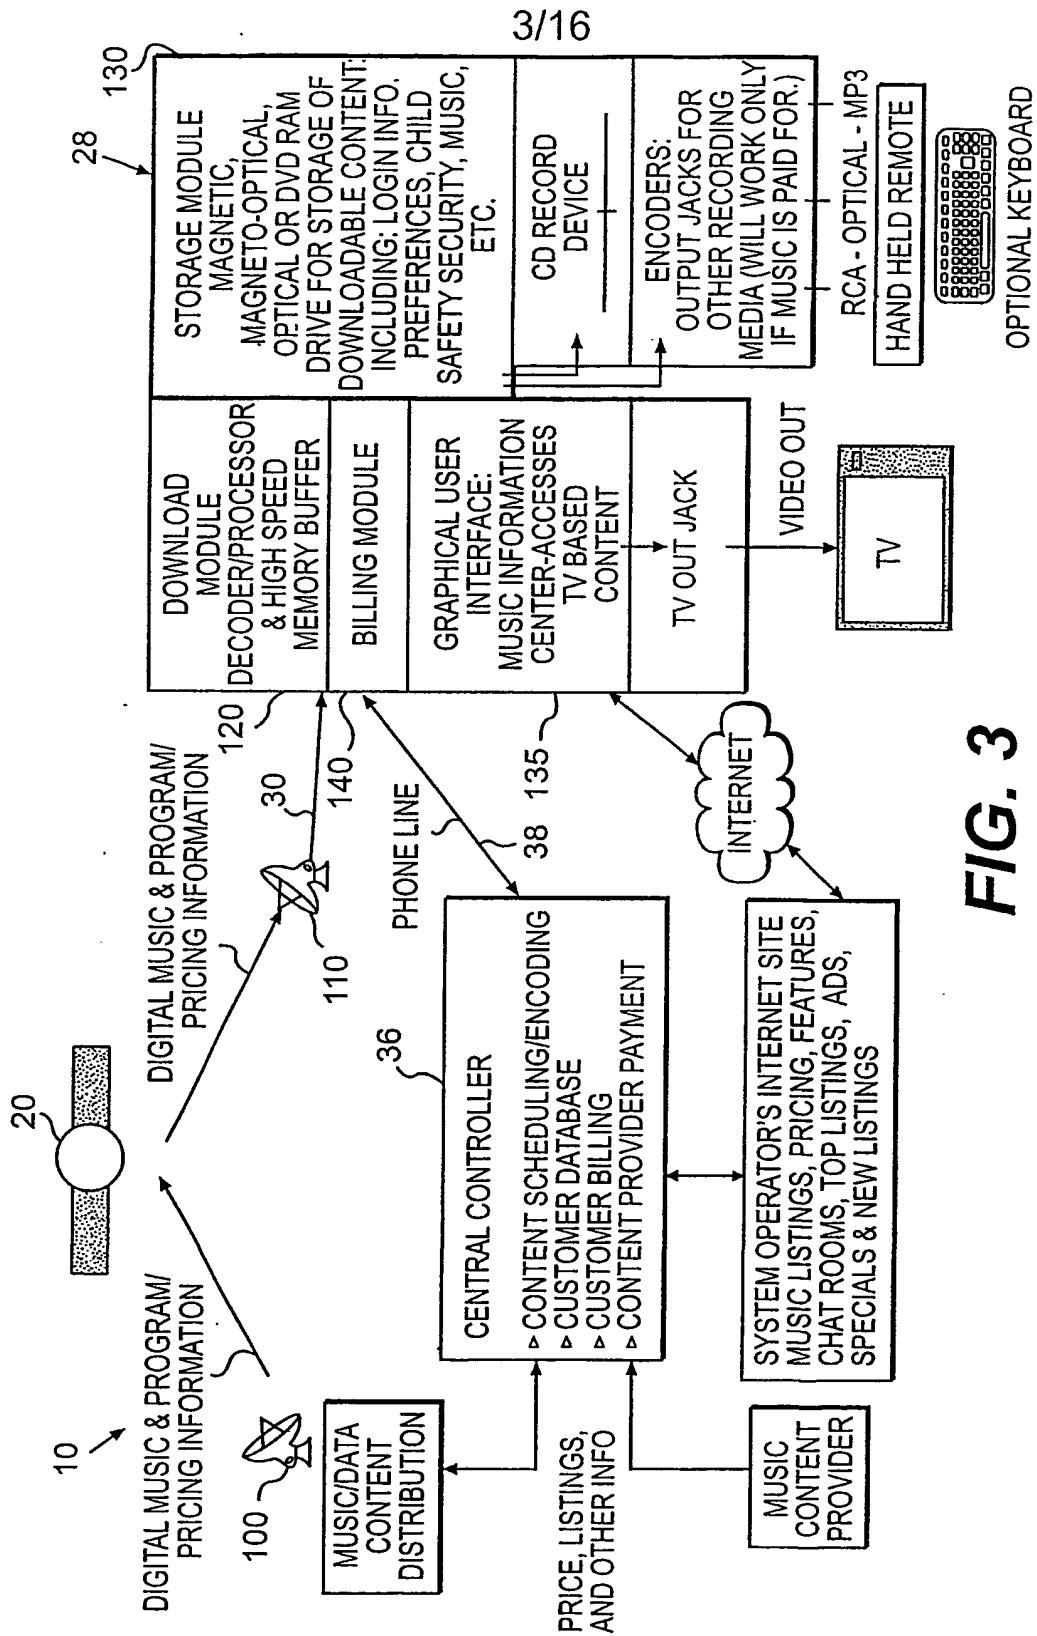 3/16
10
DIGITAL MUSIC & PROGRAM/
PRICING INFORMATION
20
DIGITAL MUSIC & PROGRAM/
PRICING INFORMATION
100
110
30
MUSIC/DATA
CONTENT
DISTRIBUTION
PRICE, LISTINGS,
AND OTHER INFO
MUSIC
CONTENT
PROVIDER
36
CENTRAL CONTROLLER
▹ CONTENT SCHEDULING/ENCODING
▹ CUSTOMER DATABASE
▹ CUSTOMER BILLING
▹ CONTENT PROVIDER PAYMENT
PHONE LINE
38
SYSTEM OPERATOR'S INTERNET SITE
MUSIC LISTINGS, PRICING, FEATURES,
CHAT ROOMS, TOP LISTINGS, ADS,
SPECIALS & NEW LISTINGS
INTERNET
28
120
DOWNLOAD
MODULE
DECODER/PROCESSOR
& HIGH SPEED
MEMORY BUFFER
140
BILLING MODULE
135
GRAPHICAL USER
INTERFACE:
MUSIC INFORMATION
CENTER-ACCESSES
TV BASED
CONTENT
TV OUT JACK
VIDEO OUT
TV
130
STORAGE MODULE
MAGNETIC,
MAGNETO-OPTICAL,
OPTICAL OR DVD RAM
DRIVE FOR STORAGE OF
DOWNLOADABLE CONTENT:
INCLUDING: LOGIN INFO.
PREFERENCES, CHILD
SAFETY SECURITY, MUSIC,
ETC.
CD RECORD
DEVICE
ENCODERS:
OUTPUT JACKS FOR
OTHER RECORDING
MEDIA (WILL WORK ONLY
IF MUSIC IS PAID FOR.)
RCA - OPTICAL - MP3
HAND HELD REMOTE
OPTIONAL KEYBOARD
FIG. 3